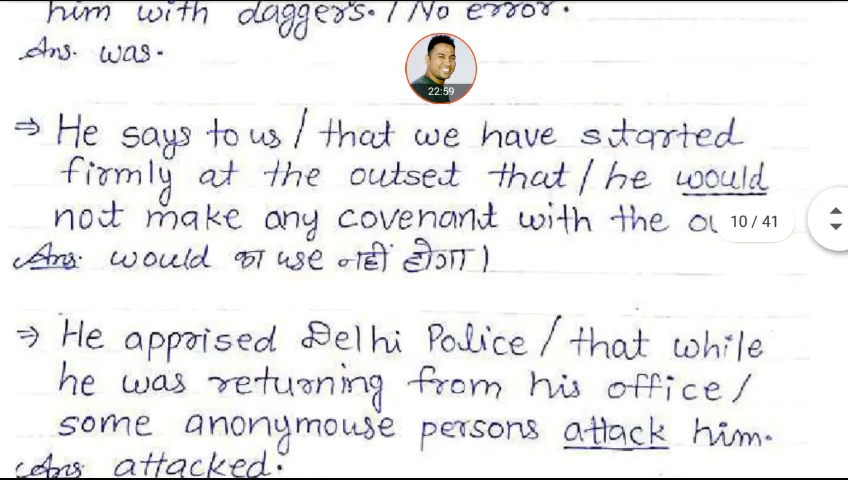 him with daggers. / No error.
Ans. was.
22:59
⇒ He says to us / that we have started
firmly at the outset that / he would
not make any covenant with the
10 / 41
Ans. would का use नहीं होगा।
⇒ He apprised Delhi Police / that while
he was returning from his office /
some anonymouse persons attack him.
Ans attacked.